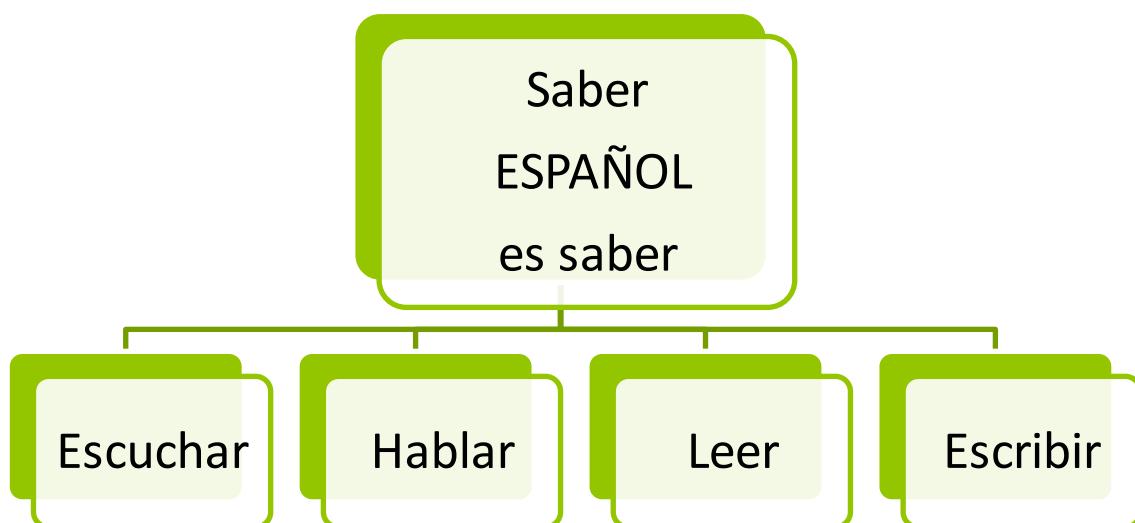 Saber
ESPAÑOL
es saber
Escuchar
Hablar
Leer
Escribir